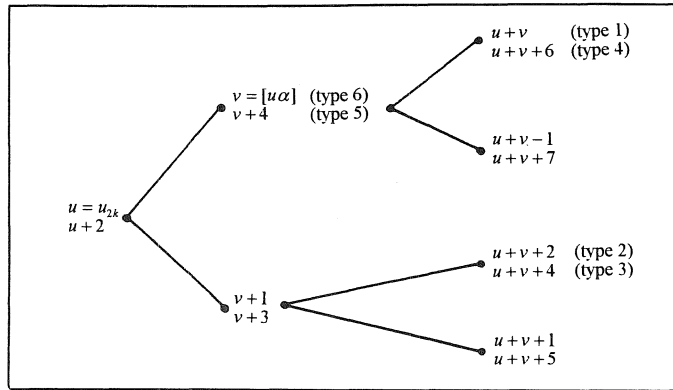 u + v (type 1)
u + v + 6 (type 4)
v = [uα] (type 6)
v + 4 (type 5)
u + v − 1
u + v + 7
u = u_{2k}
u + 2
u + v + 2 (type 2)
u + v + 4 (type 3)
v + 1
v + 3
u + v + 1
u + v + 5